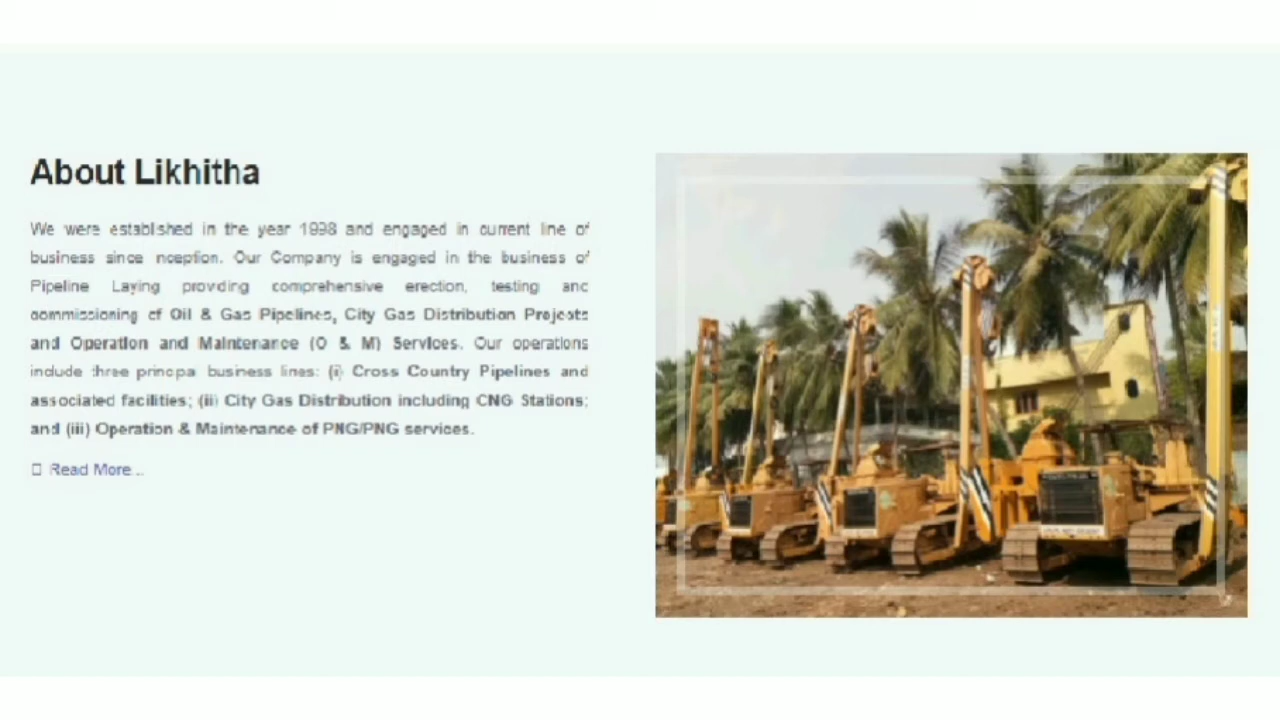 About Likhitha
We were established in the year 1998 and engaged in current line of
business since inception. Our Company is engaged in the business of
Pipeline Laying providing comprehensive erection, testing and
commissioning of Oil & Gas Pipelines, City Gas Distribution Projects
and Operation and Maintenance (O & M) Services. Our operations
include three principal business lines: (i) Cross Country Pipelines and
associated facilities; (ii) City Gas Distribution including CNG Stations;
and (iii) Operation & Maintenance of PNG/PNG services.
Read More...